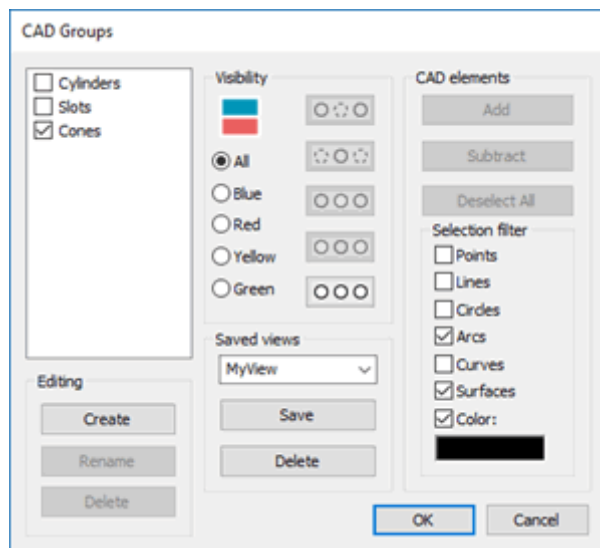 CAD Groups
Cylinders
Slots
Cones
Editing
Create
Rename
Delete
Visibility
All
Blue
Red
Yellow
Green
Saved views
MyView
Save
Delete
CAD elements
Add
Subtract
Deselect All
Selection filter
Points
Lines
Circles
Arcs
Curves
Surfaces
Color:
OK
Cancel